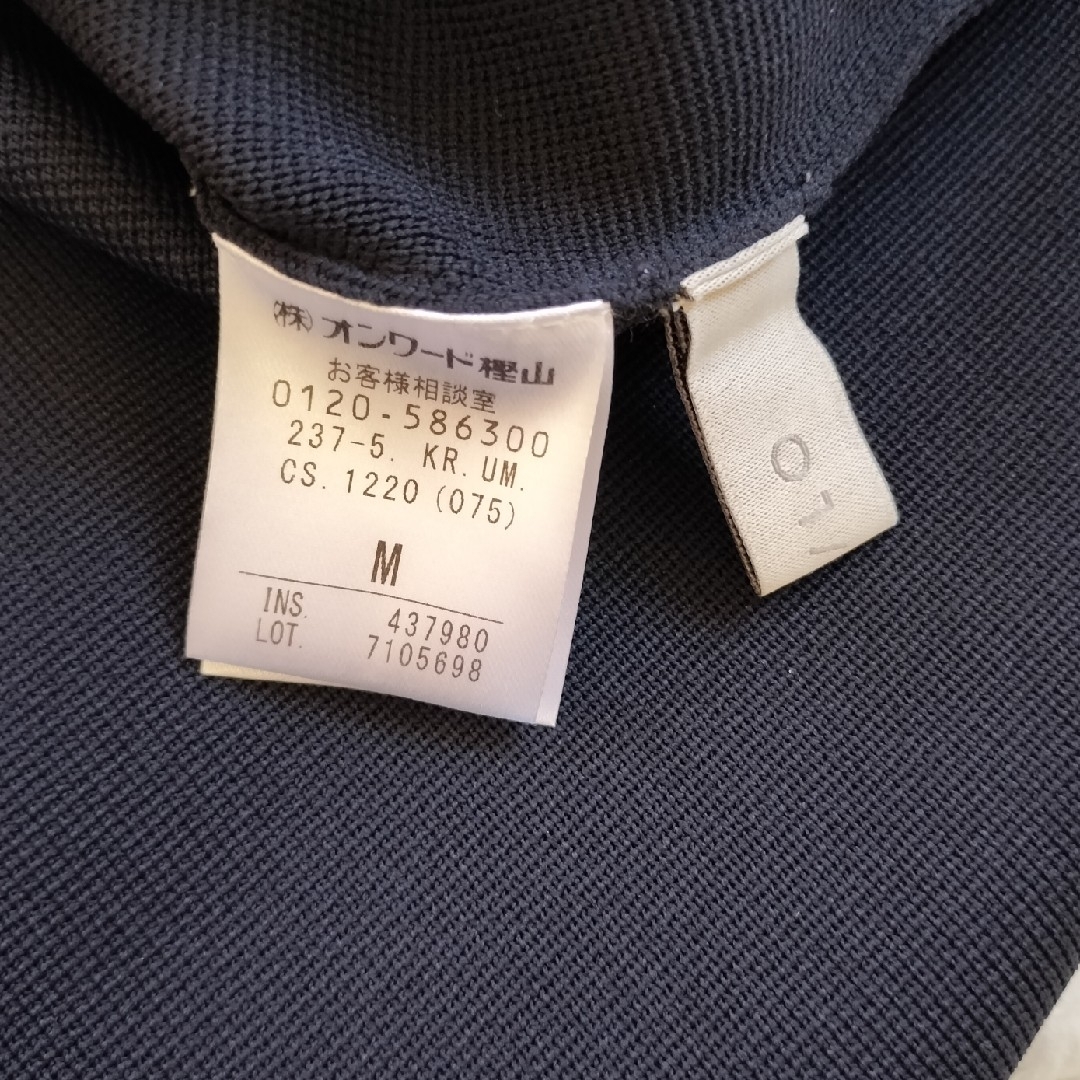 ㈱オンワード樫山
お客様相談室
0120-586300
237-5. KR. UM.
CS. 1220 (075)
M
INS. 437980
LOT. 7105698